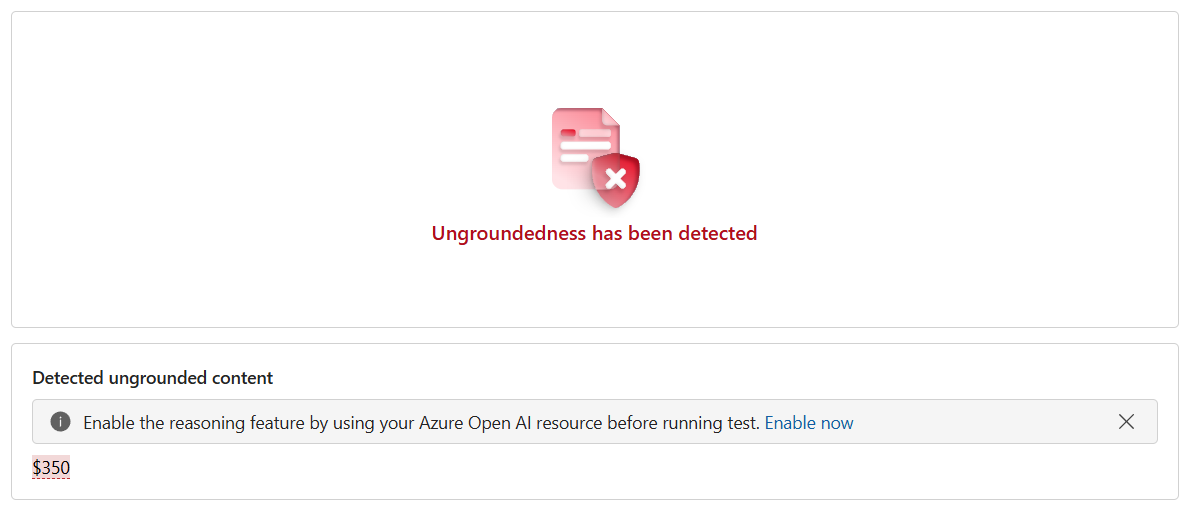 Ungroundedness has been detected
Detected ungrounded content
Enable the reasoning feature by using your Azure Open AI resource before running test. Enable now
$350